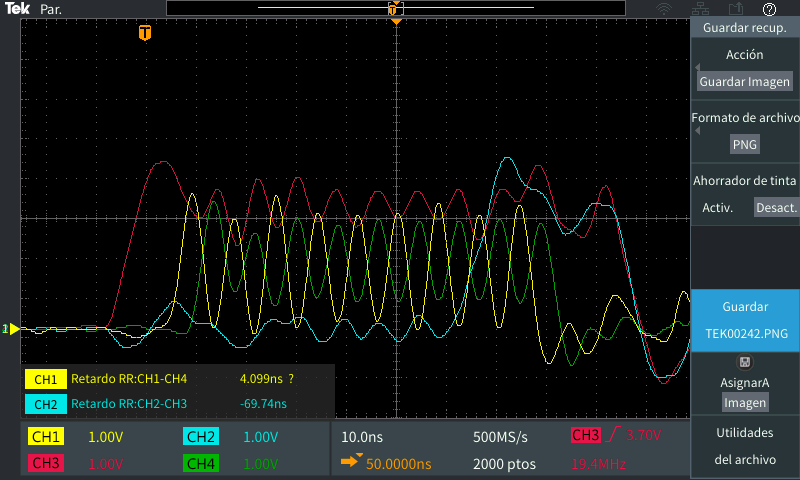 Tek Par.
T
T
?
Guardar recup.
Acción
Guardar Imagen
Formato de archivo
PNG
Ahorrador de tinta
Activ. Desact.
Guardar
TEK00242.PNG
AsignarA
Imagen
Utilidades
del archivo
CH1 Retardo RR:CH1-CH4 4.099ns ?
CH2 Retardo RR:CH2-CH3 -69.74ns
CH1 1.00V CH2 1.00V 10.0ns 500MS/s CH3 3.70V
CH3 1.00V CH4 1.00V 50.0000ns 2000 ptos 19.4MHz